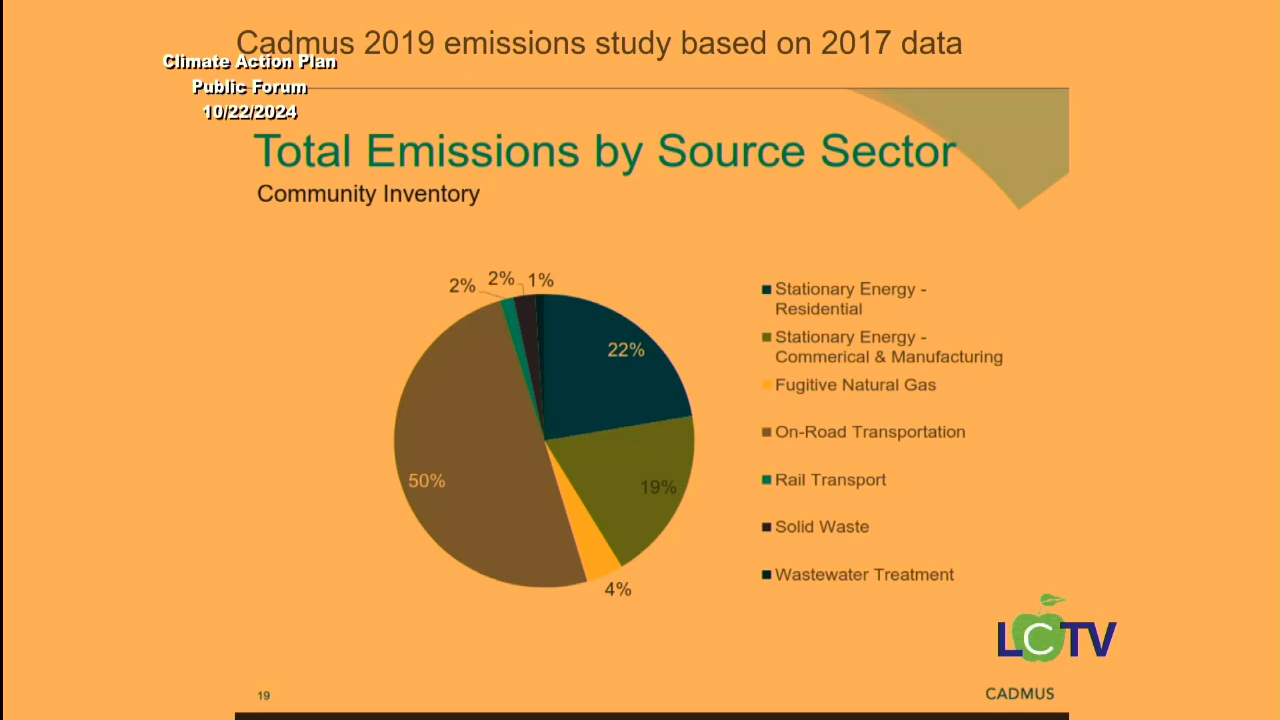 Cadmus 2019 emissions study based on 2017 data
Climate Action Plan
Public Forum
10/22/2024
Total Emissions by Source Sector
Community Inventory
2%
2%
1%
22%
19%
50%
4%
Stationary Energy -
Residential
Stationary Energy -
Commerical & Manufacturing
Fugitive Natural Gas
On-Road Transportation
Rail Transport
Solid Waste
Wastewater Treatment
LCTV
19
CADMUS